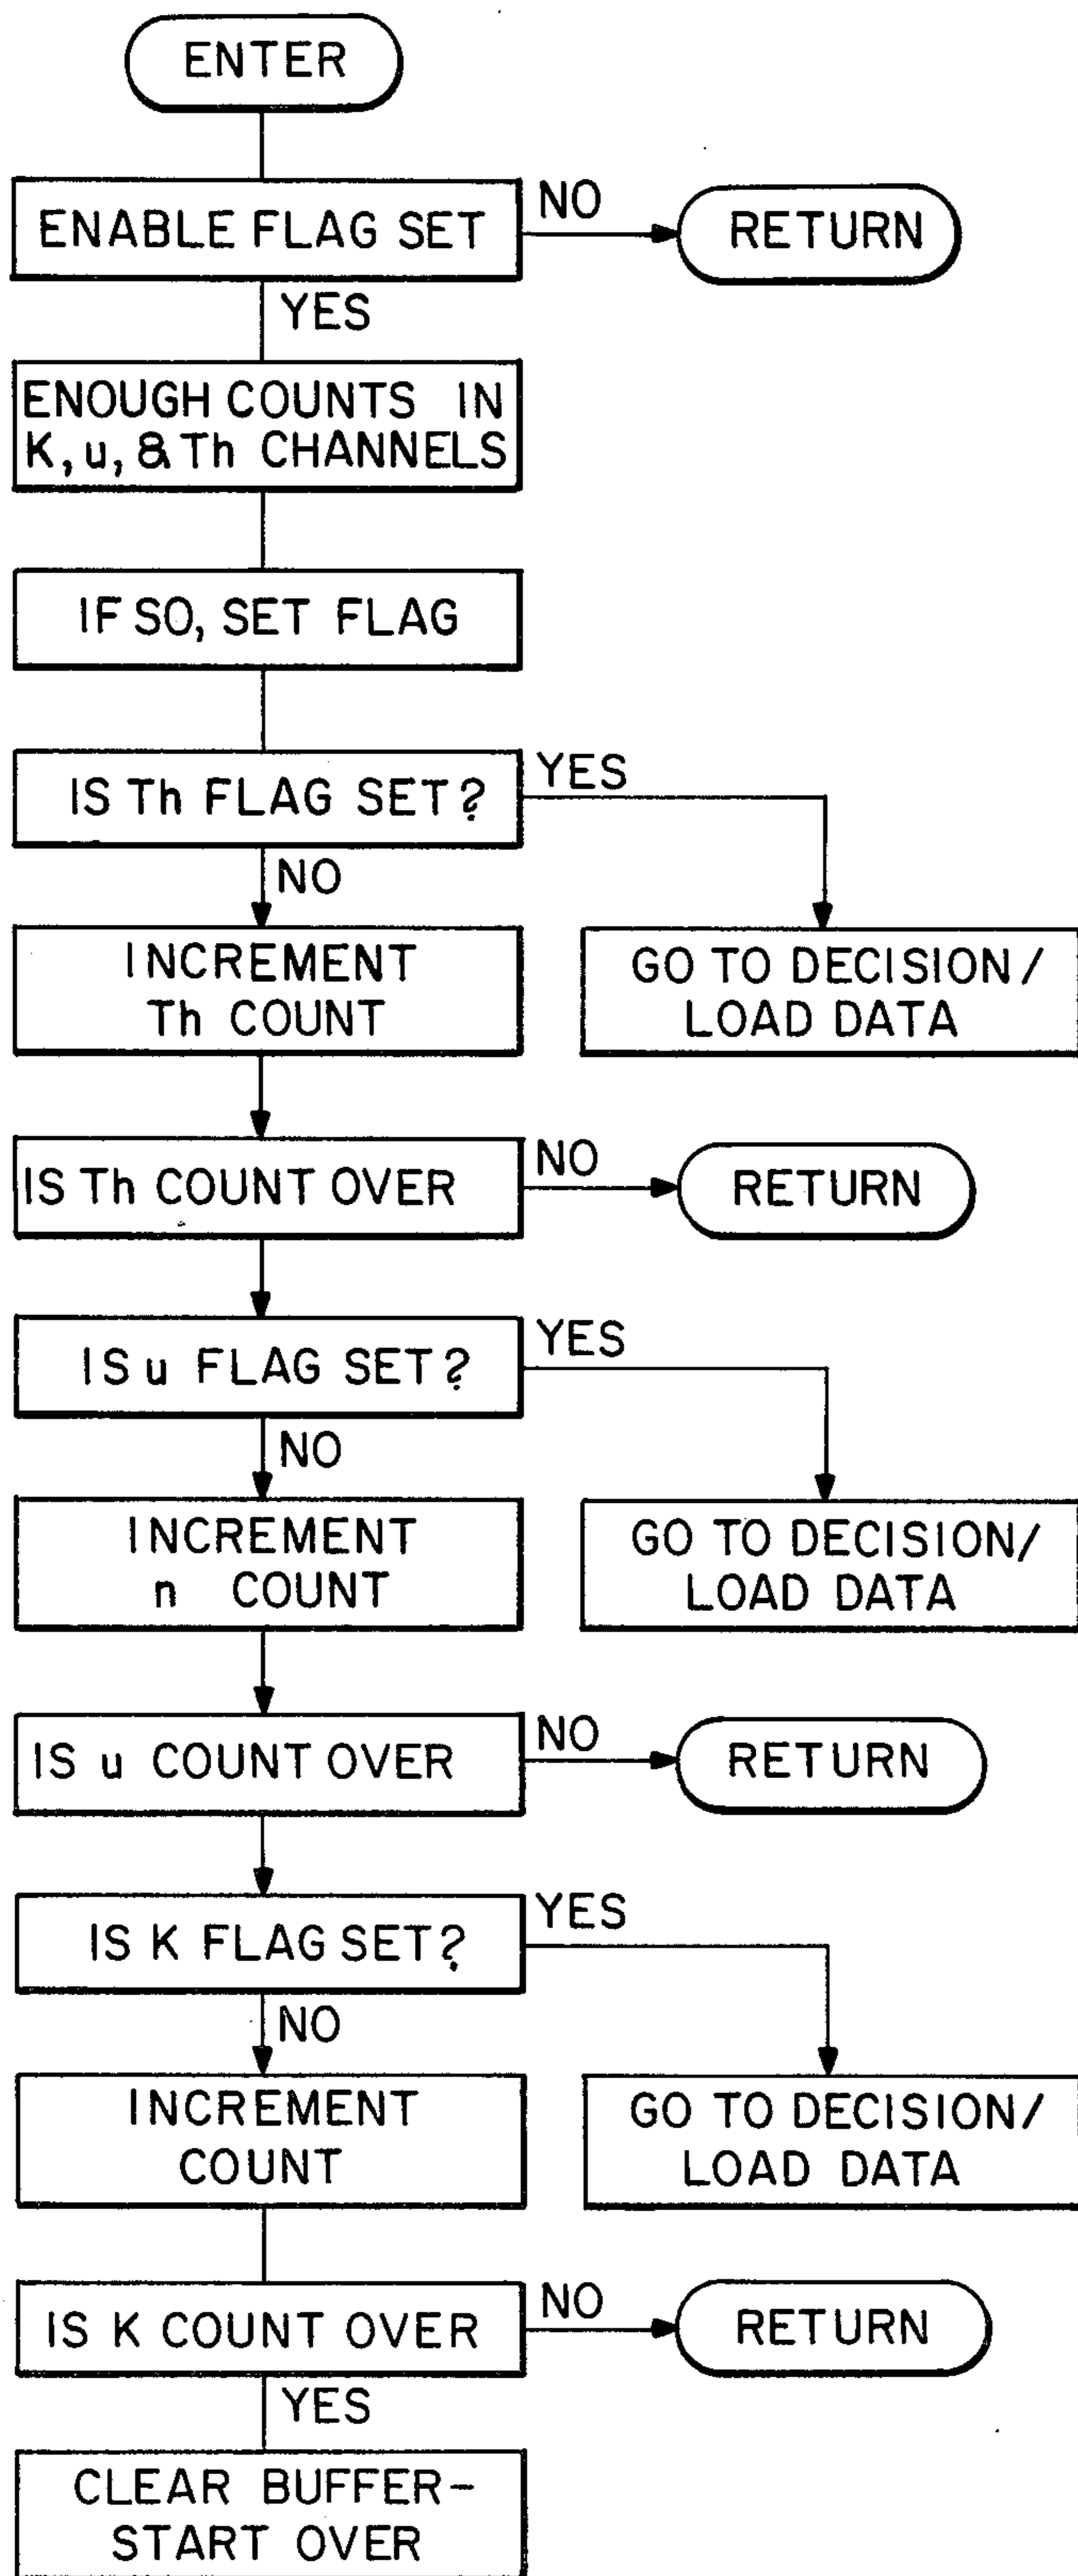 ENTER
ENABLE FLAG SET
NO
RETURN
YES
ENOUGH COUNTS IN
K, u, & Th CHANNELS
IF SO, SET FLAG
IS Th FLAG SET?
YES
NO
INCREMENT
Th COUNT
GO TO DECISION/
LOAD DATA
IS Th COUNT OVER
NO
RETURN
IS u FLAG SET?
YES
NO
INCREMENT
n COUNT
GO TO DECISION/
LOAD DATA
IS u COUNT OVER
NO
RETURN
IS K FLAG SET?
YES
NO
INCREMENT
COUNT
GO TO DECISION/
LOAD DATA
IS K COUNT OVER
NO
RETURN
YES
CLEAR BUFFER-
START OVER